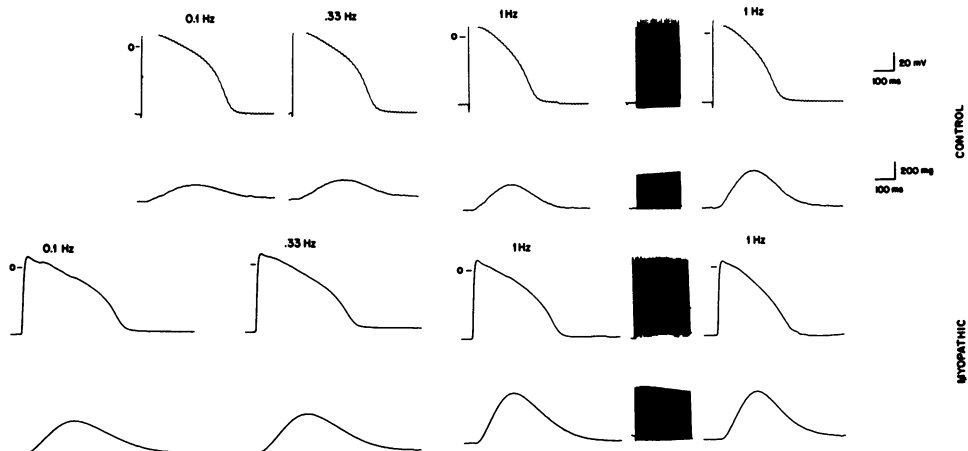 0.1 Hz
.33 Hz
1 Hz
1 Hz
0
0
20 mV
100 ms
CONTROL
200 mg
100 ms
0.1 Hz
.33 Hz
1 Hz
1 Hz
0
0
MYOPATHIC